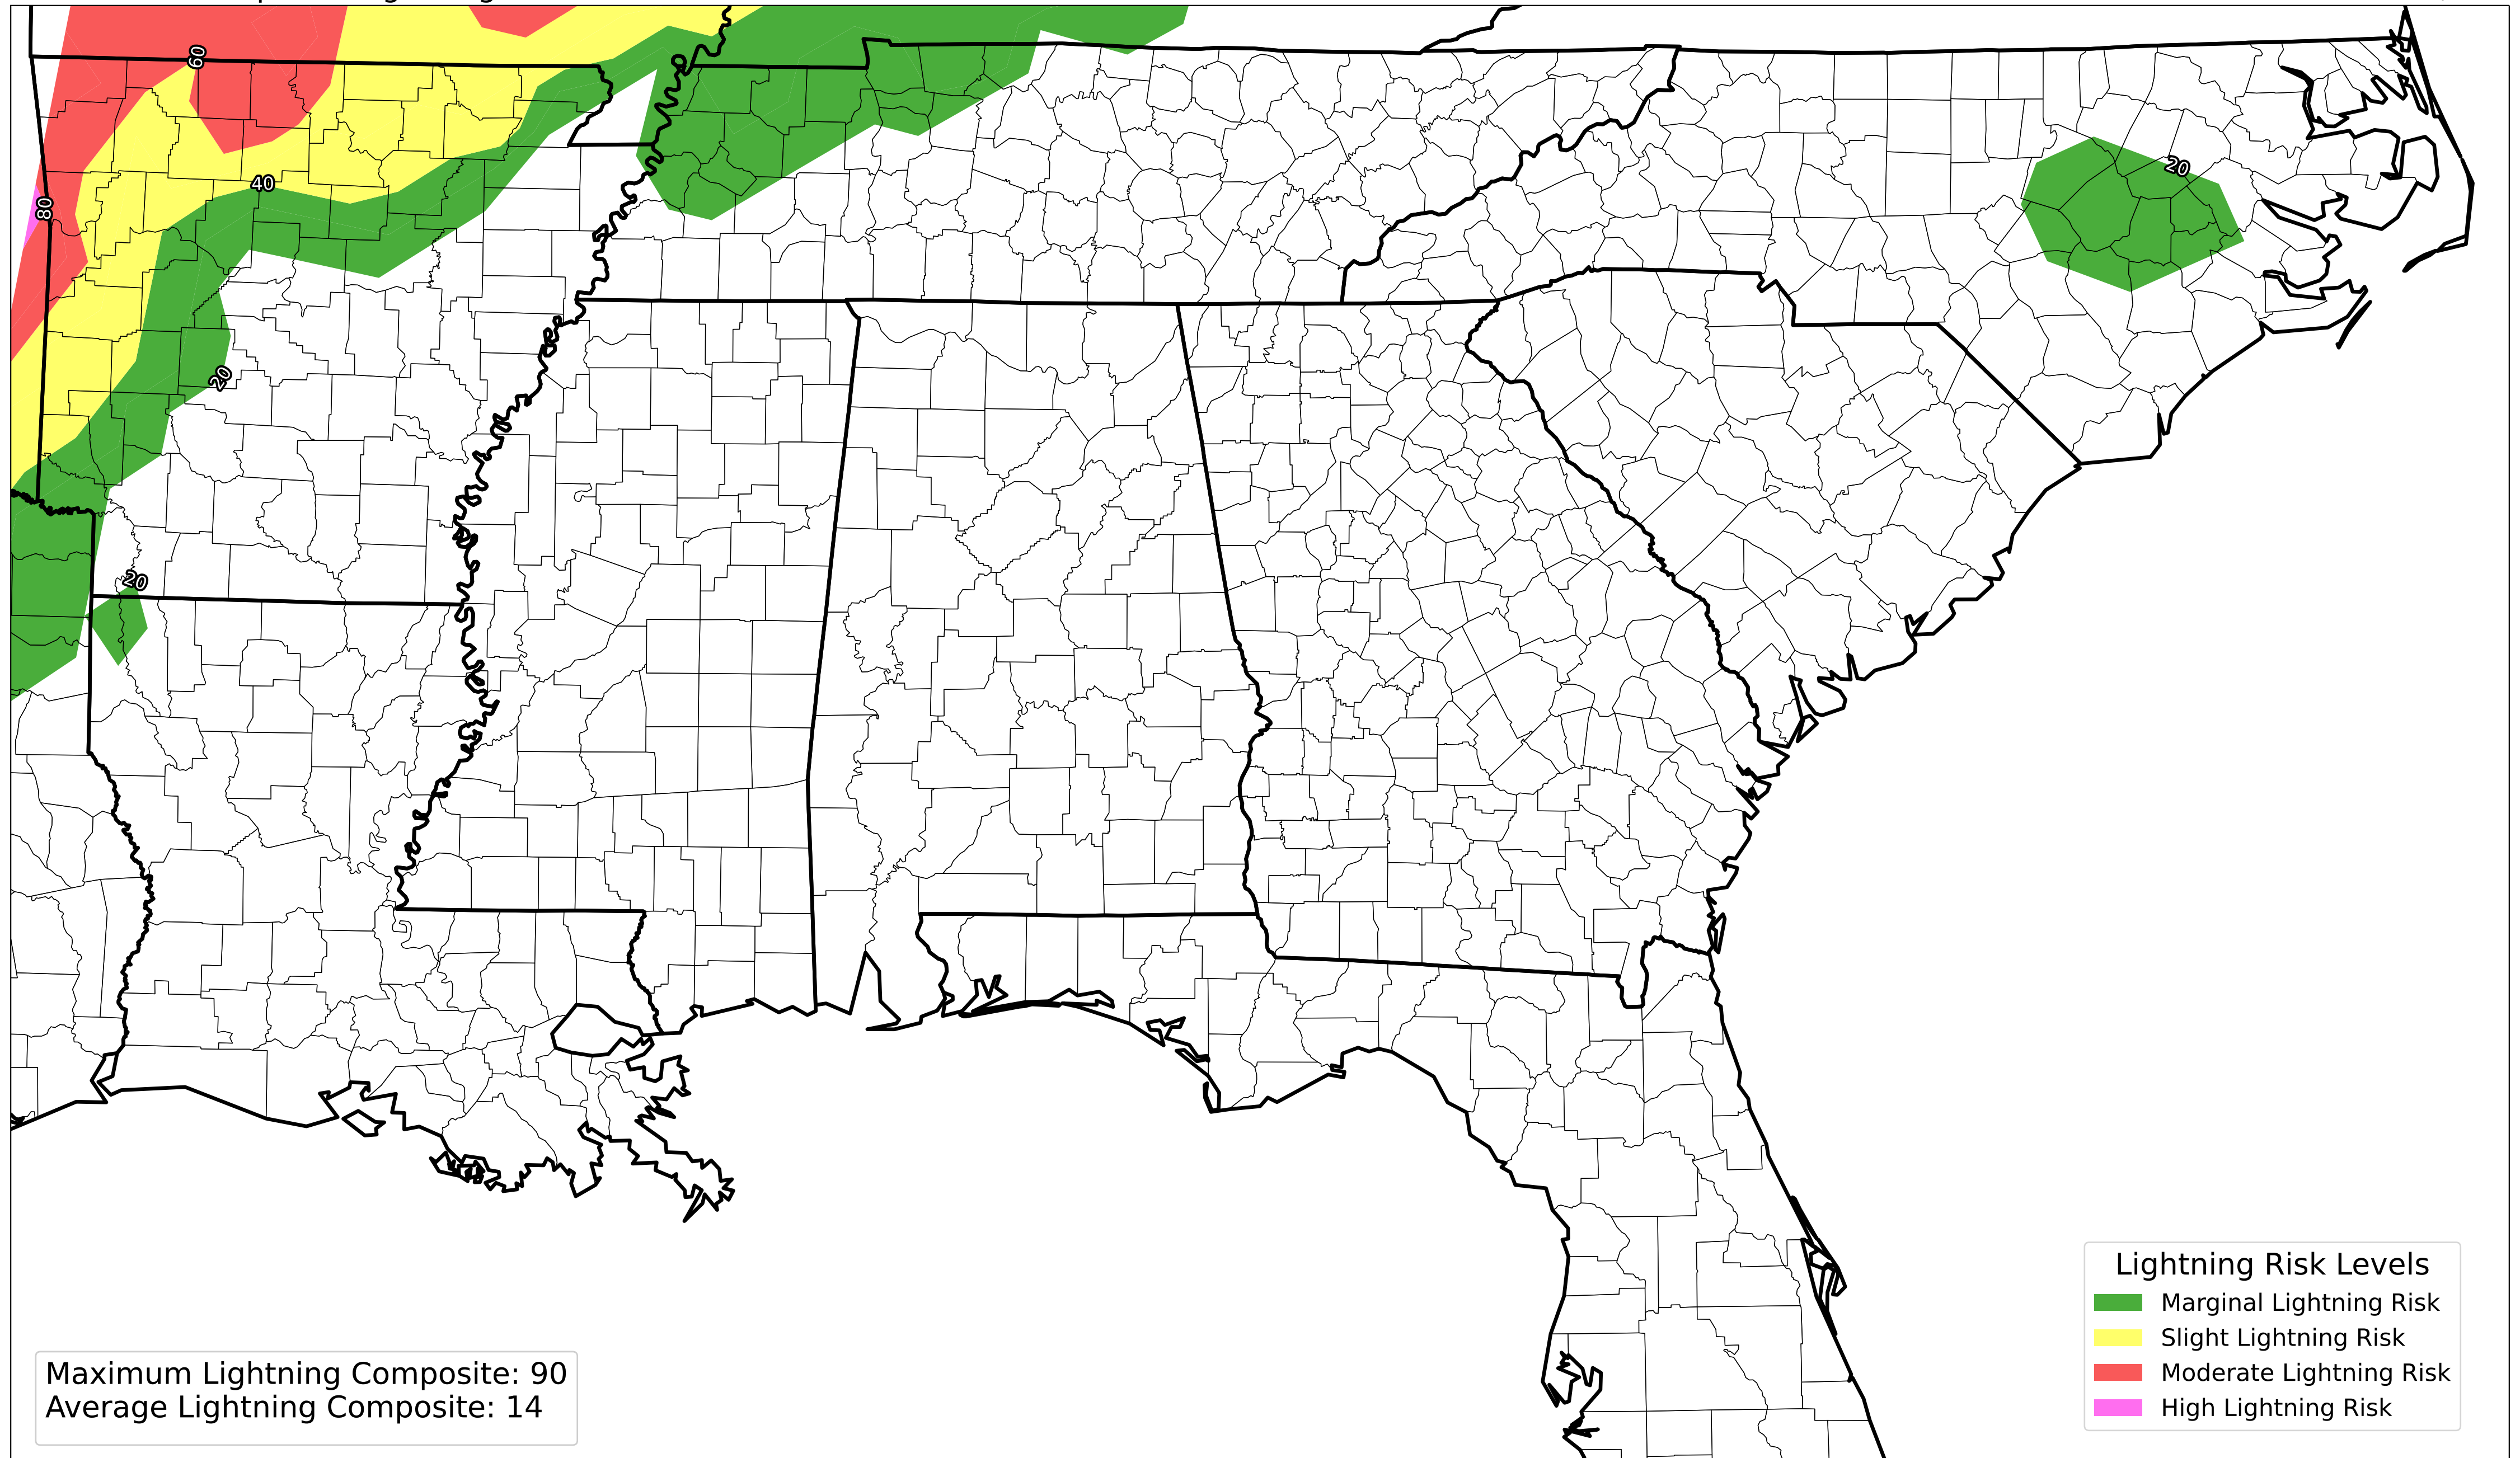 60
20
40
80
20
20
Lightning Risk Levels
Marginal Lightning Risk
Slight Lightning Risk
Moderate Lightning Risk
High Lightning Risk
Maximum Lightning Composite: 90
Average Lightning Composite: 14